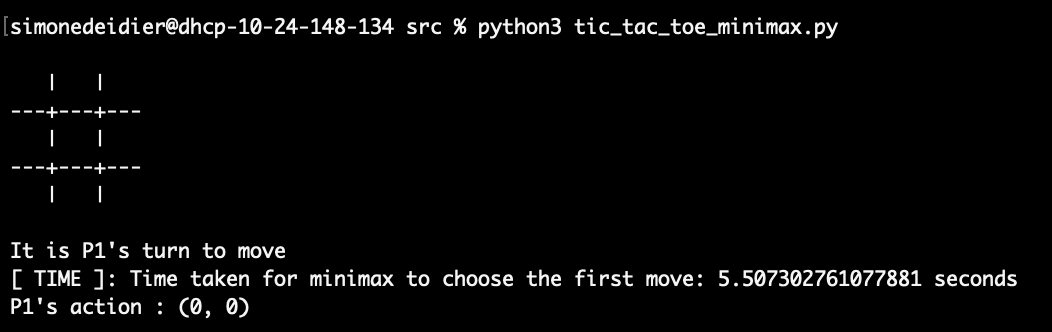 [simonedeidier@dhcp-10-24-148-134 src % python3 tic_tac_toe_minimax.py
   |   |
---+---+---
   |   |
---+---+---
   |   |
It is P1's turn to move
[ TIME ]: Time taken for minimax to choose the first move: 5.507302761077881 seconds
P1's action : (0, 0)